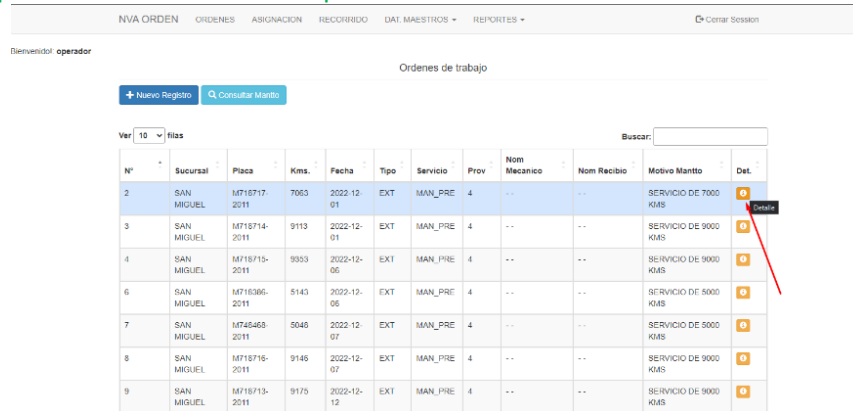 NVA ORDEN ORDENES ASIGNACION RECORRIDO DAT. MAESTROS REPORTES Cerrar Session
Bienvenido!: operador
Ordenes de trabajo
Nuevo Registro Consultar Mantto
Ver 10 filas Buscar:
N° Sucursal Placa Kms. Fecha Tipo Servicio Prov Nom Mecanico Nom Recibio Motivo Mantto Det.
2 SAN MIGUEL M718717-2011 7063 2022-12-01 EXT MAN_PRE 4 - - - - SERVICIO DE 7000 KMS
Detalle
3 SAN MIGUEL M718714-2011 9113 2022-12-01 EXT MAN_PRE 4 - - - - SERVICIO DE 9000 KMS
4 SAN MIGUEL M718715-2011 9353 2022-12-06 EXT MAN_PRE 4 - - - - SERVICIO DE 9000 KMS
6 SAN MIGUEL M718386-2011 5143 2022-12-06 EXT MAN_PRE 4 - - - - SERVICIO DE 5000 KMS
7 SAN MIGUEL M748468-2011 5048 2022-12-07 EXT MAN_PRE 4 - - - - SERVICIO DE 5000 KMS
8 SAN MIGUEL M718716-2011 9146 2022-12-07 EXT MAN_PRE 4 - - - - SERVICIO DE 9000 KMS
9 SAN MIGUEL M718713-2011 9175 2022-12-12 EXT MAN_PRE 4 - - - - SERVICIO DE 9000 KMS